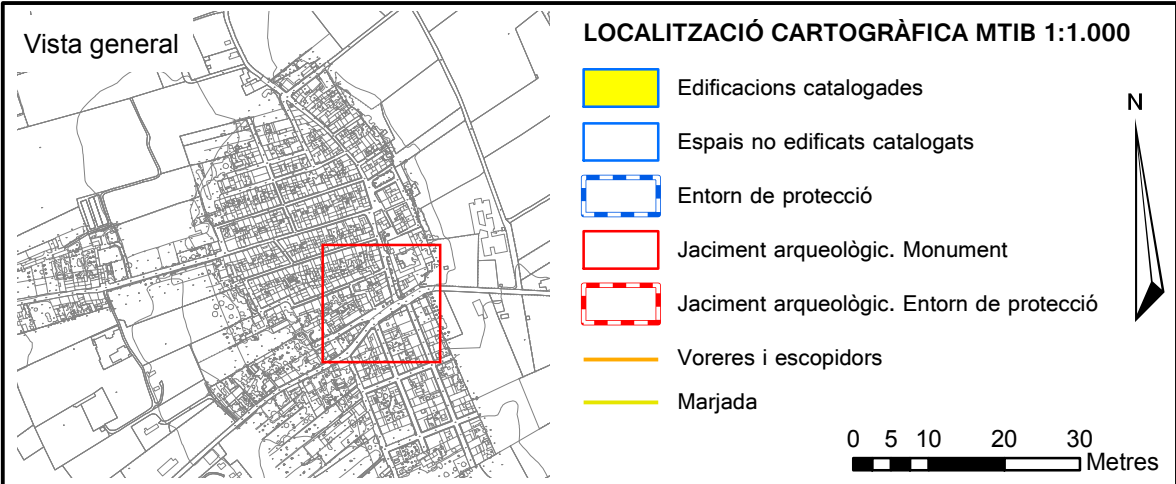 Vista general
LOCALITZACIÓ CARTOGRÀFICA MTIB 1:1.000
Edificacions catalogades
Espais no edificats catalogats
Entorn de protecció
Jaciment arqueològic. Monument
Jaciment arqueològic. Entorn de protecció
Voreres i escopidors
Marjada
N
0 5 10 20 30
Metres